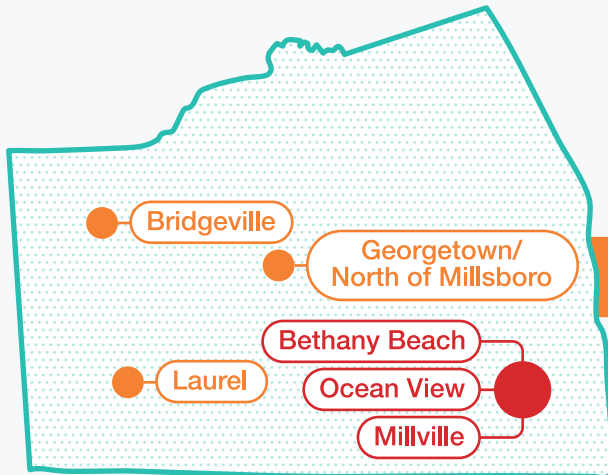 Bridgeville
Georgetown/
North of Millsboro
Bethany Beach
Laurel
Ocean View
Millville